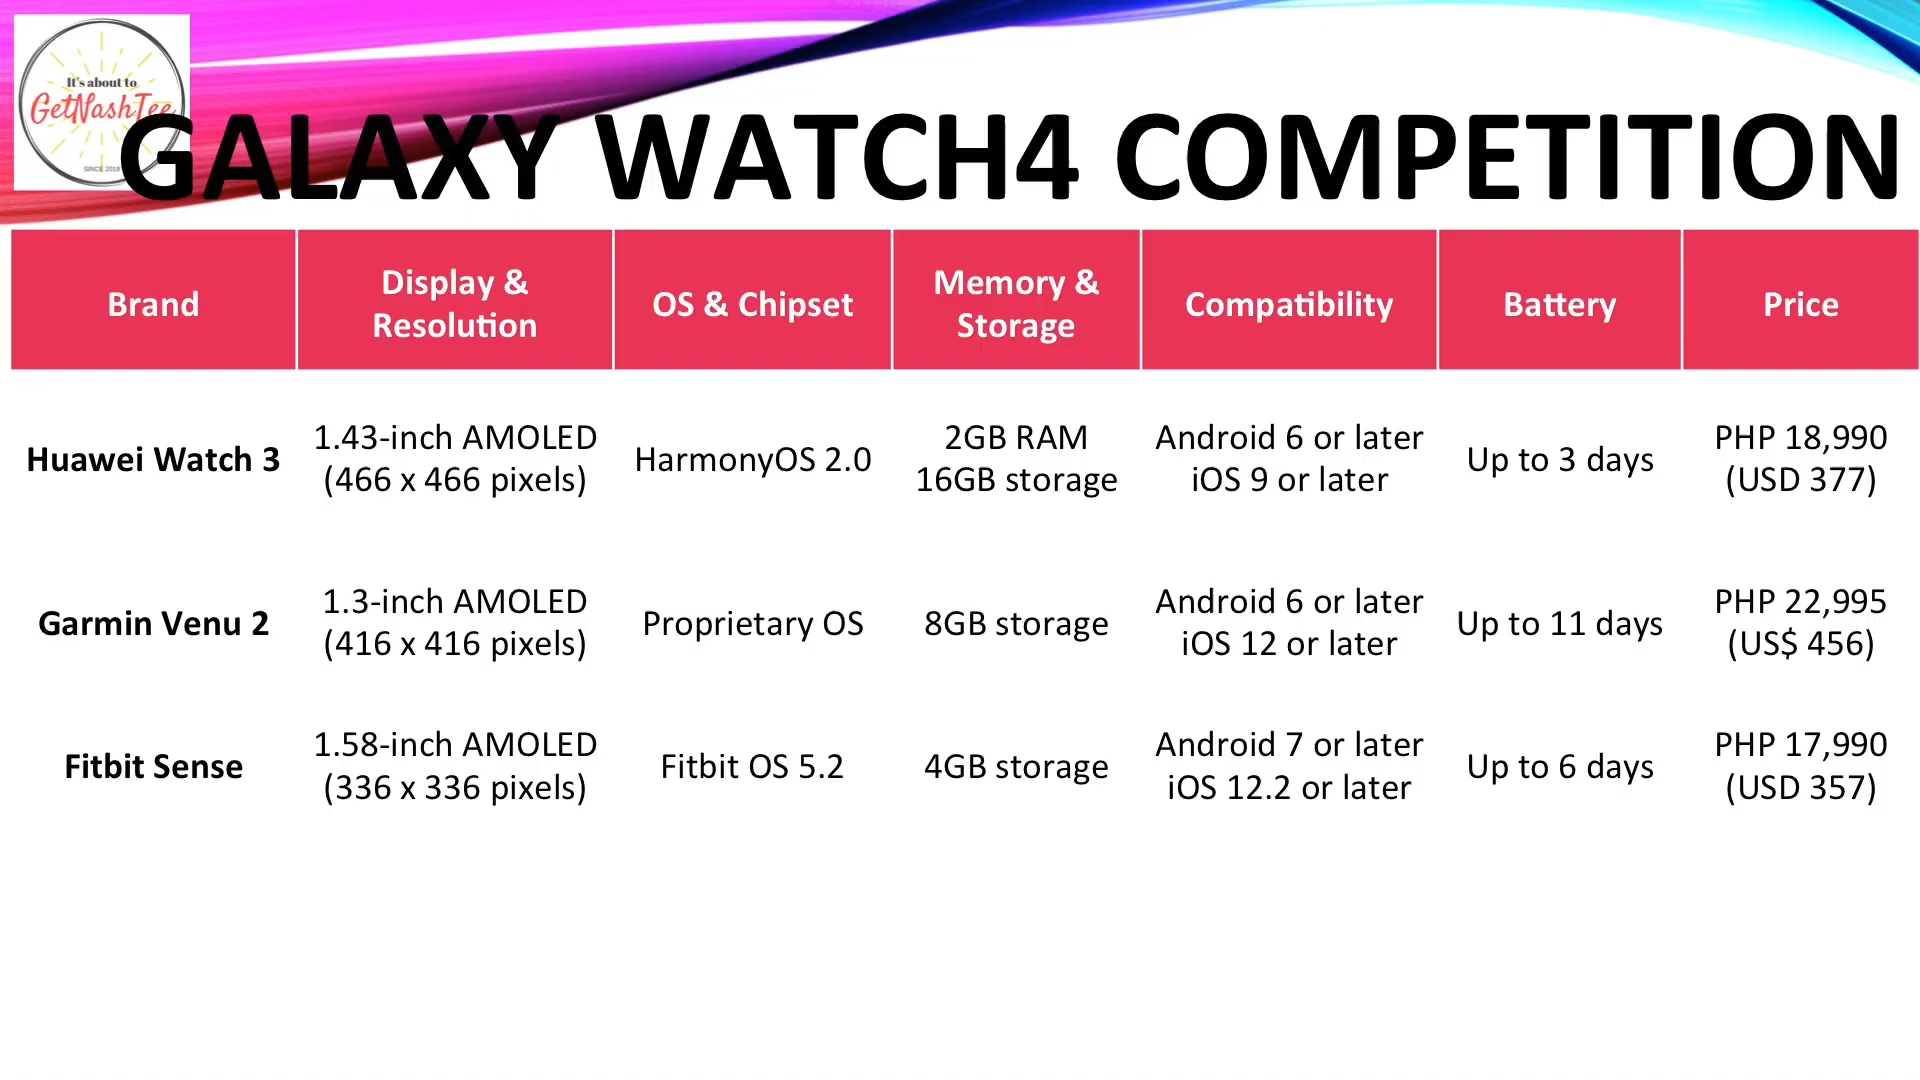 It's about to
GetNashTee
SINCE 2018
GALAXY WATCH4 COMPETITION
Brand
Display &
Resolution
OS & Chipset
Memory &
Storage
Compatibility
Battery
Price
Huawei Watch 3
1.43-inch AMOLED
(466 x 466 pixels)
HarmonyOS 2.0
2GB RAM
16GB storage
Android 6 or later
iOS 9 or later
Up to 3 days
PHP 18,990
(USD 377)
Garmin Venu 2
1.3-inch AMOLED
(416 x 416 pixels)
Proprietary OS
8GB storage
Android 6 or later
iOS 12 or later
Up to 11 days
PHP 22,995
(US$ 456)
Fitbit Sense
1.58-inch AMOLED
(336 x 336 pixels)
Fitbit OS 5.2
4GB storage
Android 7 or later
iOS 12.2 or later
Up to 6 days
PHP 17,990
(USD 357)